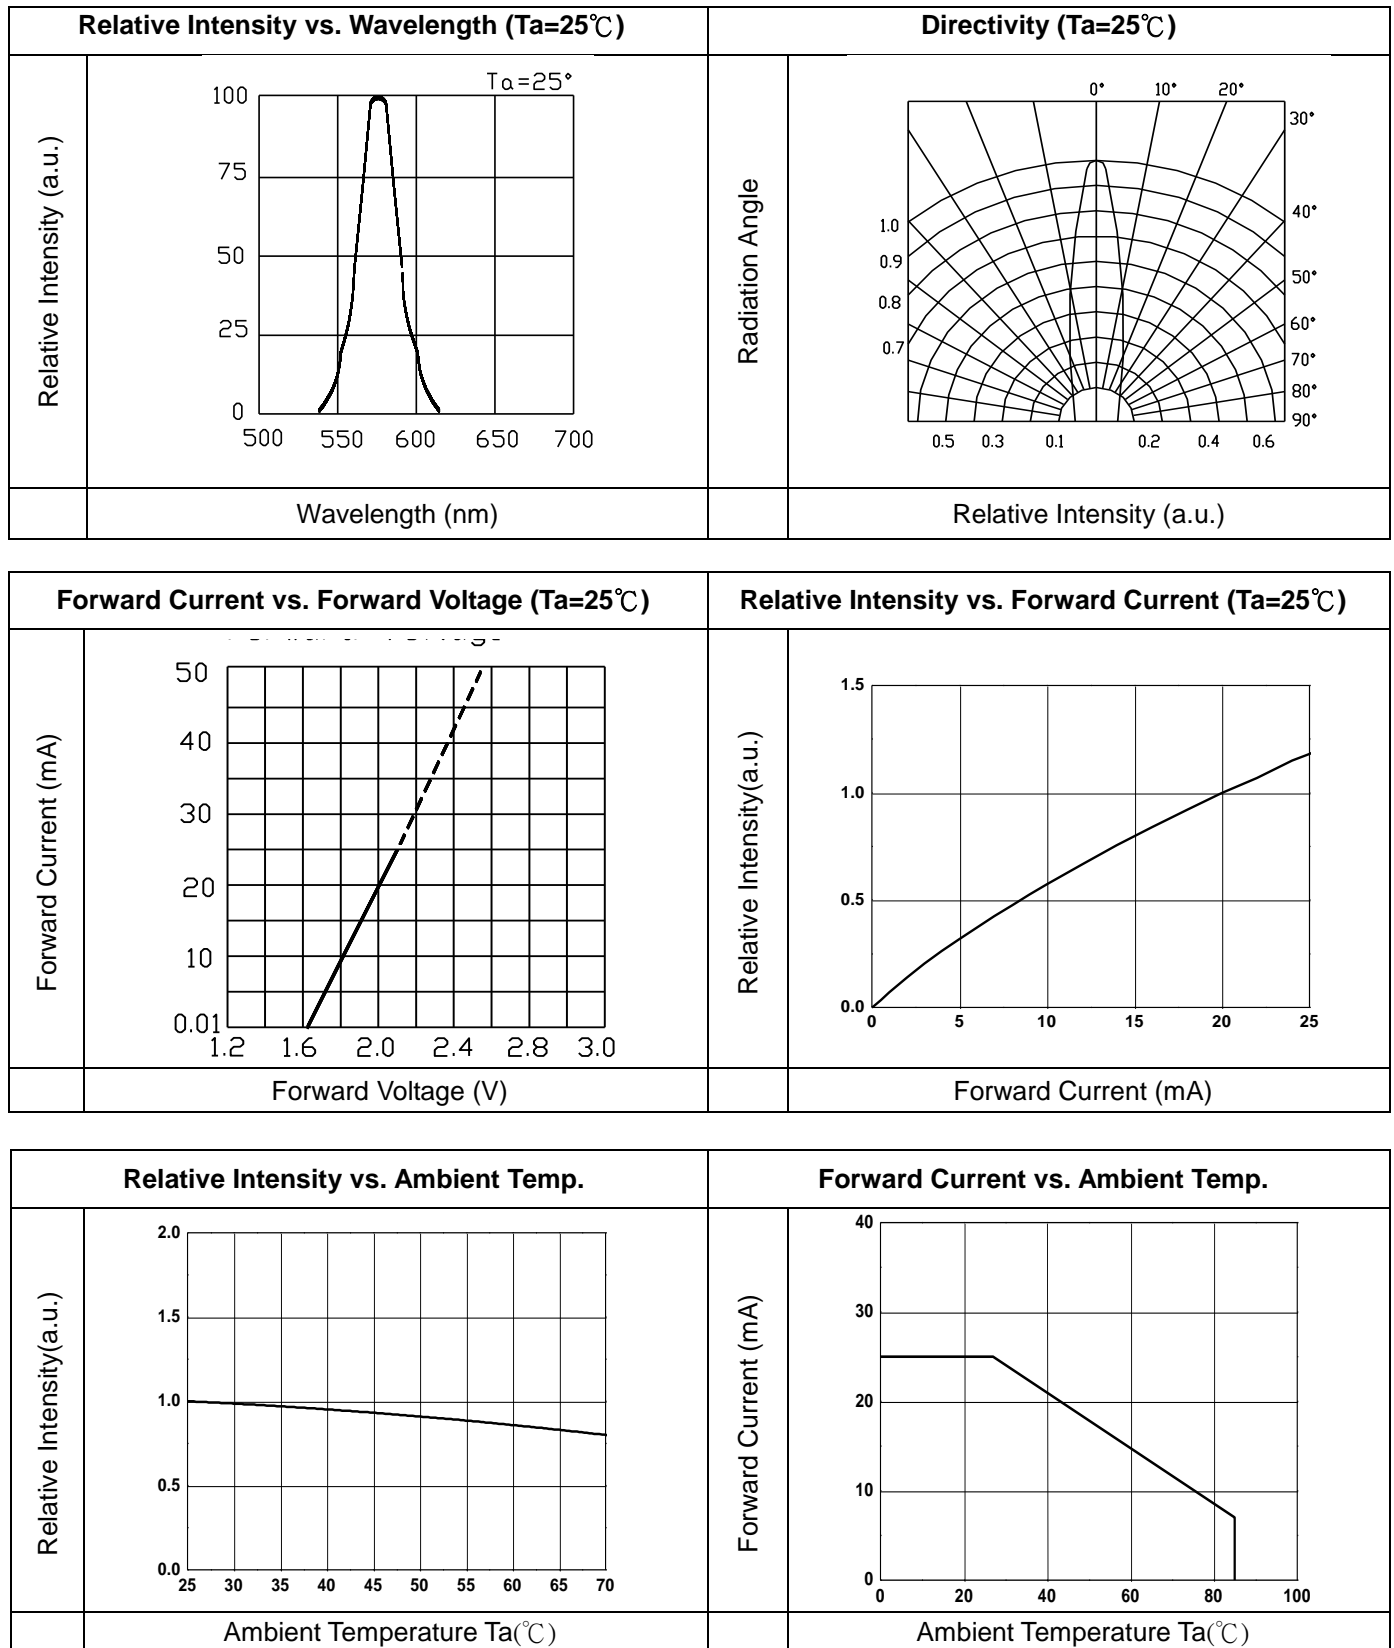 Relative Intensity vs. Wavelength (Ta=25℃)
Directivity (Ta=25℃)
Relative Intensity (a.u.)
Ta=25°
100
75
50
25
0
500 550 600 650 700
Wavelength (nm)
Radiation Angle
0° 10° 20°
30°
40°
50°
60°
70°
80°
90°
1.0
0.9
0.8
0.7
0.5 0.3 0.1 0.2 0.4 0.6
Relative Intensity (a.u.)
Forward Current vs. Forward Voltage (Ta=25℃)
Relative Intensity vs. Forward Current (Ta=25℃)
Forward Current (mA)
50
40
30
20
10
0.01
1.2 1.6 2.0 2.4 2.8 3.0
Forward Voltage (V)
Relative Intensity(a.u.)
1.5
1.0
0.5
0.0
0 5 10 15 20 25
Forward Current (mA)
Relative Intensity vs. Ambient Temp.
Forward Current vs. Ambient Temp.
Relative Intensity(a.u.)
2.0
1.5
1.0
0.5
0.0
25 30 35 40 45 50 55 60 65 70
Ambient Temperature Ta(℃)
Forward Current (mA)
40
30
20
10
0
0 20 40 60 80 100
Ambient Temperature Ta(℃)